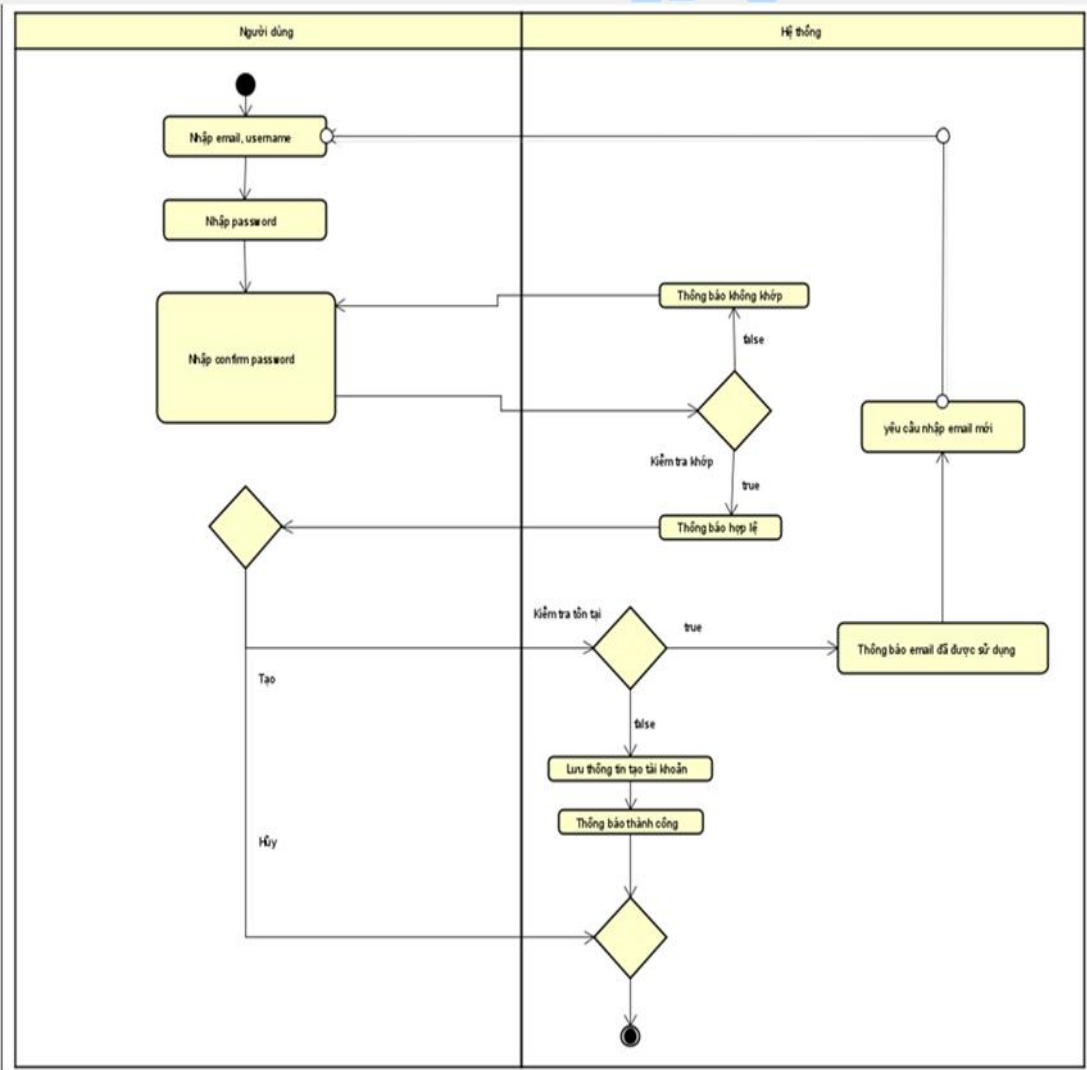 Người dùng
Hệ thống
Nhập email, username
Nhập password
Thông báo không khớp
false
Nhập confirm password
yêu cầu nhập email mới
Kiểm tra khớp
true
Thông báo hợp lệ
Kiểm tra tồn tại
true
Thông báo email đã được sử dụng
Tạo
false
Lưu thông tin tạo tài khoản
Thông báo thành công
Hủy